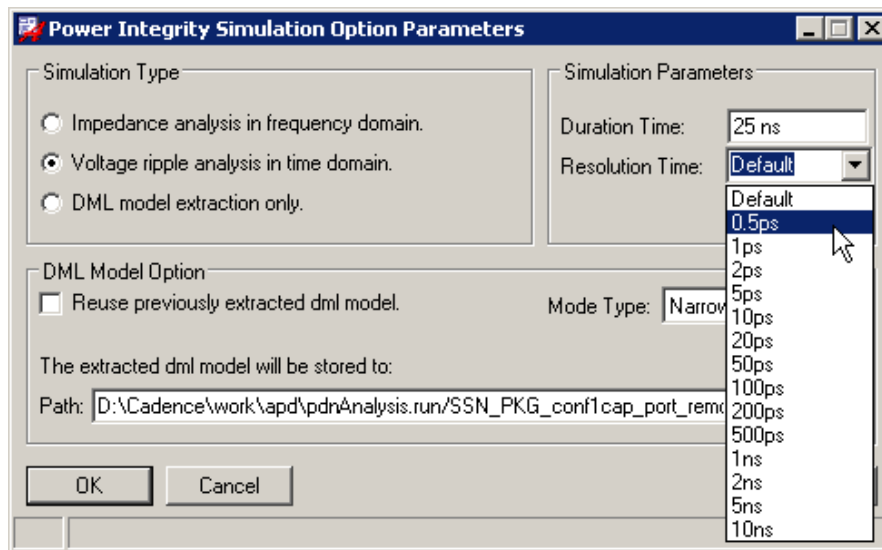 Power Integrity Simulation Option Parameters
Simulation Type
Impedance analysis in frequency domain.
Voltage ripple analysis in time domain.
DML model extraction only.
Simulation Parameters
Duration Time: 25 ns
Resolution Time: Default
Default
0.5ps
1ps
2ps
5ps
10ps
20ps
50ps
100ps
200ps
500ps
1ns
2ns
5ns
10ns
DML Model Option
Reuse previously extracted dml model.
Mode Type: Narrow
The extracted dml model will be stored to:
Path: D:\Cadence\work\apd\pdnAnalysis.run/SSN_PKG_conf1cap_port_remo
OK
Cancel